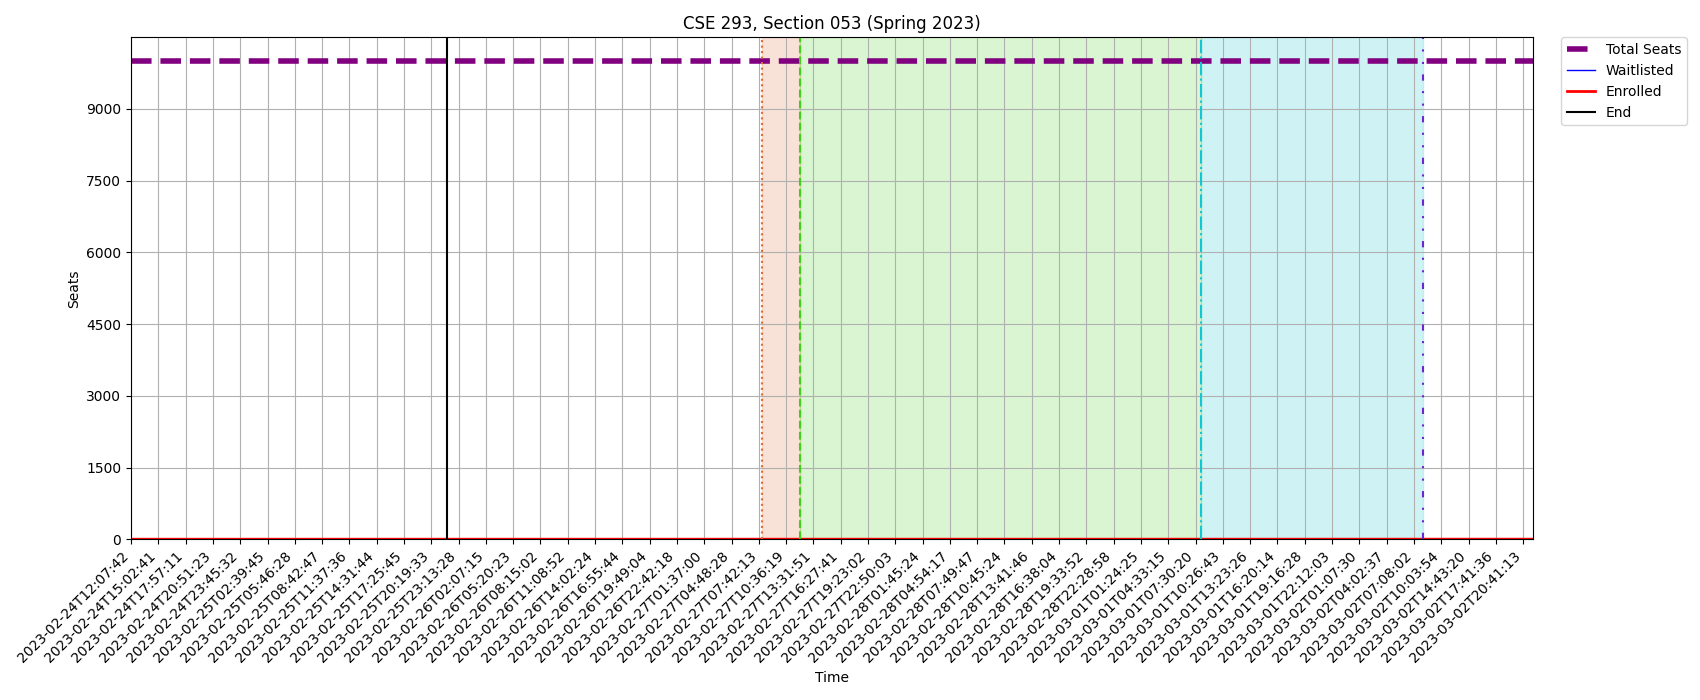 CSE 293, Section 053 (Spring 2023)
Total Seats
Waitlisted
Enrolled
End
Seats
9000
7500
6000
4500
3000
1500
0
2023-02-24T12:07:42
2023-02-24T15:02:41
2023-02-24T17:57:11
2023-02-24T20:51:23
2023-02-24T23:45:32
2023-02-25T02:39:45
2023-02-25T05:46:28
2023-02-25T08:42:47
2023-02-25T11:37:36
2023-02-25T14:31:44
2023-02-25T17:25:45
2023-02-25T20:19:33
2023-02-25T23:13:28
2023-02-26T02:07:15
2023-02-26T05:20:23
2023-02-26T08:15:02
2023-02-26T11:08:52
2023-02-26T14:02:24
2023-02-26T16:55:44
2023-02-26T19:49:04
2023-02-26T22:42:18
2023-02-27T01:37:00
2023-02-27T04:48:28
2023-02-27T07:42:13
2023-02-27T10:36:19
2023-02-27T13:31:51
2023-02-27T16:27:41
2023-02-27T19:23:02
2023-02-27T22:50:03
2023-02-28T01:45:24
2023-02-28T04:54:17
2023-02-28T07:49:47
2023-02-28T10:45:24
2023-02-28T13:41:46
2023-02-28T16:38:04
2023-02-28T19:33:52
2023-02-28T22:28:58
2023-03-01T01:24:25
2023-03-01T04:33:15
2023-03-01T07:30:20
2023-03-01T10:26:43
2023-03-01T13:23:26
2023-03-01T16:20:14
2023-03-01T19:16:28
2023-03-01T22:12:03
2023-03-02T01:07:30
2023-03-02T04:02:37
2023-03-02T07:08:02
2023-03-02T10:03:54
2023-03-02T14:43:20
2023-03-02T17:41:36
2023-03-02T20:41:13
Time